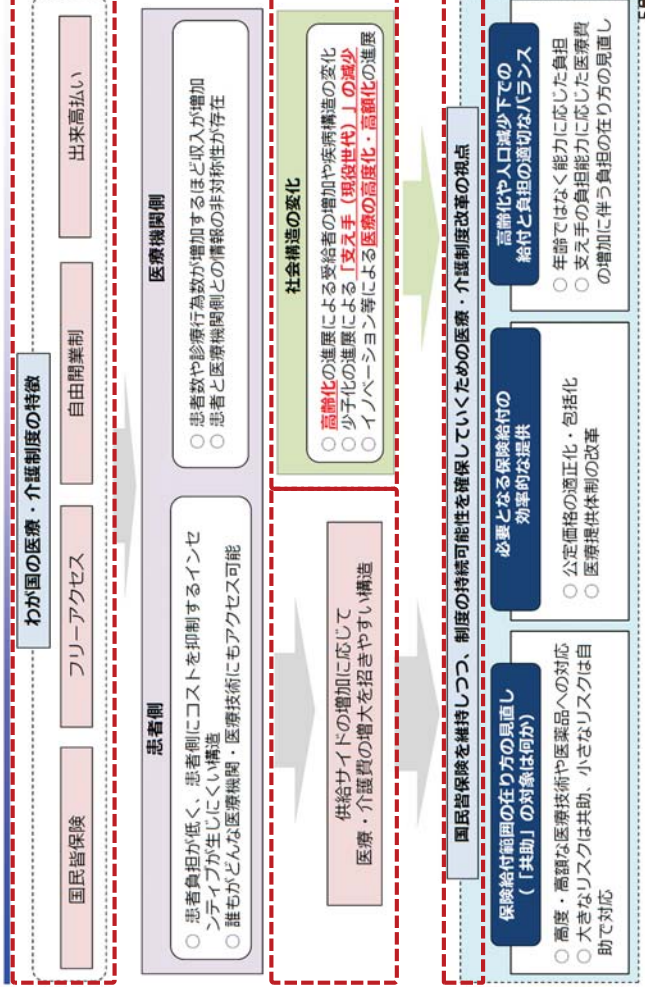 わが国の医療・介護制度の特徴
国民皆保険
フリーアクセス
自由開業制
出来高払い
患者側
○ 患者負担が低く、患者側にコストを抑制するインセ
ンティブが生じにくい構造
○ 誰もがどんな医療機関・医療技術にもアクセス可能
医療機関側
○ 患者数や診療行為数が増加するほど収入が増加
○ 患者と医療機関側との情報の非対称性が存在
供給サイドの増加に応じて
医療・介護費の増大を招きやすい構造
社会構造の変化
○ 高齢化の進展による受給者の増加や疾病構造の変化
○ 少子化の進展による「支え手（現役世代）」の減少
○ イノベーション等による医療の高度化・高額化の進展
国民皆保険を維持しつつ、制度の持続可能性を確保していくための医療・介護制度改革の視点
保険給付範囲の在り方の見直し
（「共助」の対象は何か）
○ 高度・高額な医療技術や医薬品への対応
○ 大きなリスクは共助、小さなリスクは自
助で対応
必要となる保険給付の
効率的な提供
○ 公定価格の適正化・包括化
○ 医療提供体制の改革
高齢化や人口減少下での
給付と負担の適切なバランス
○ 年齢ではなく能力に応じた負担
○ 支え手の負担能力に応じた医療費
の増加に伴う負担の在り方の見直し